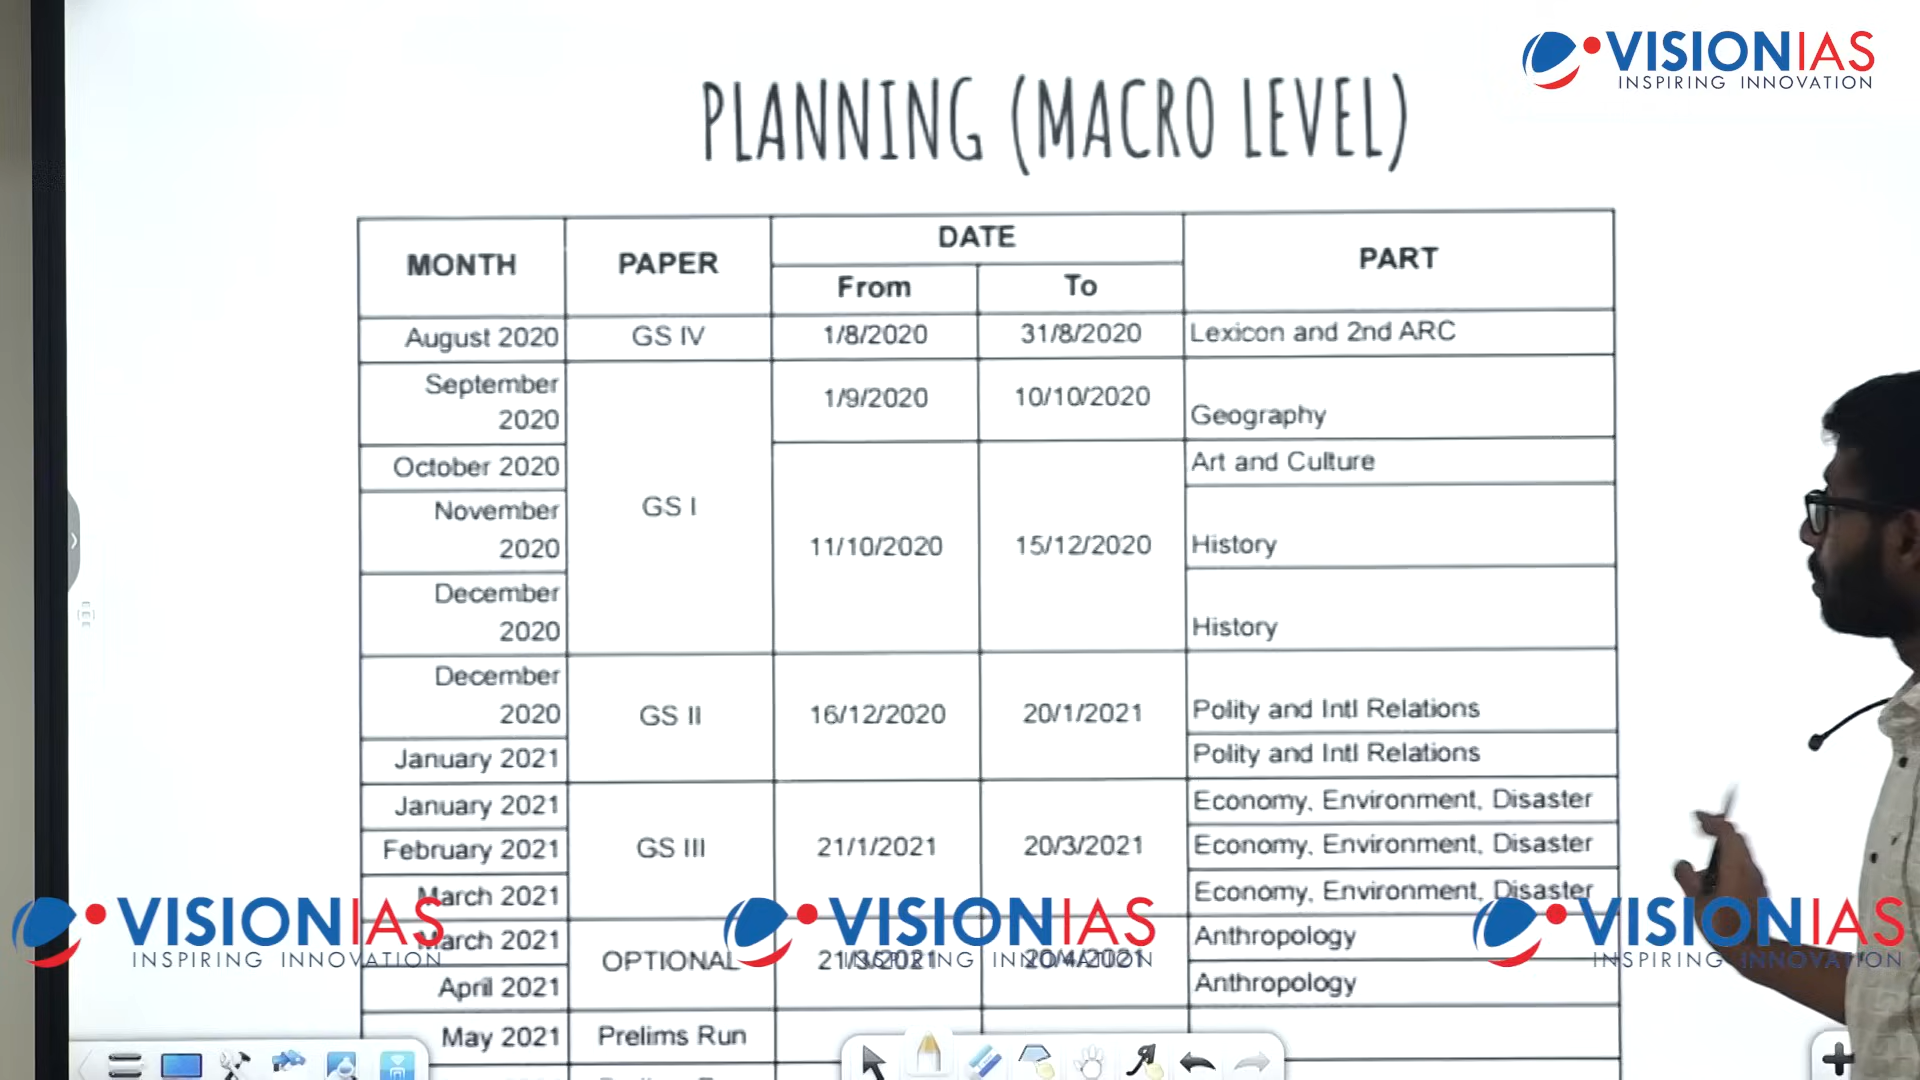 VISIONIAS
INSPIRING INNOVATION
PLANNING (MACRO LEVEL)
MONTH PAPER DATE PART
From To
August 2020 GS IV 1/8/2020 31/8/2020 Lexicon and 2nd ARC
September 2020 GS I 1/9/2020 10/10/2020 Geography
October 2020 11/10/2020 15/12/2020 Art and Culture
November 2020 History
December 2020 History
December 2020 GS II 16/12/2020 20/1/2021 Polity and Intl Relations
January 2021 Polity and Intl Relations
January 2021 GS III 21/1/2021 20/3/2021 Economy, Environment, Disaster
February 2021 Economy, Environment, Disaster
March 2021 Economy, Environment, Disaster
March 2021 OPTIONAL 21/3/2021 20/4/2021 Anthropology
April 2021 Anthropology
May 2021 Prelims Run
VISIONIAS VISIONIAS VISIONIAS
INSPIRING INNOVATION INSPIRING INNOVATION INSPIRING INNOVATION